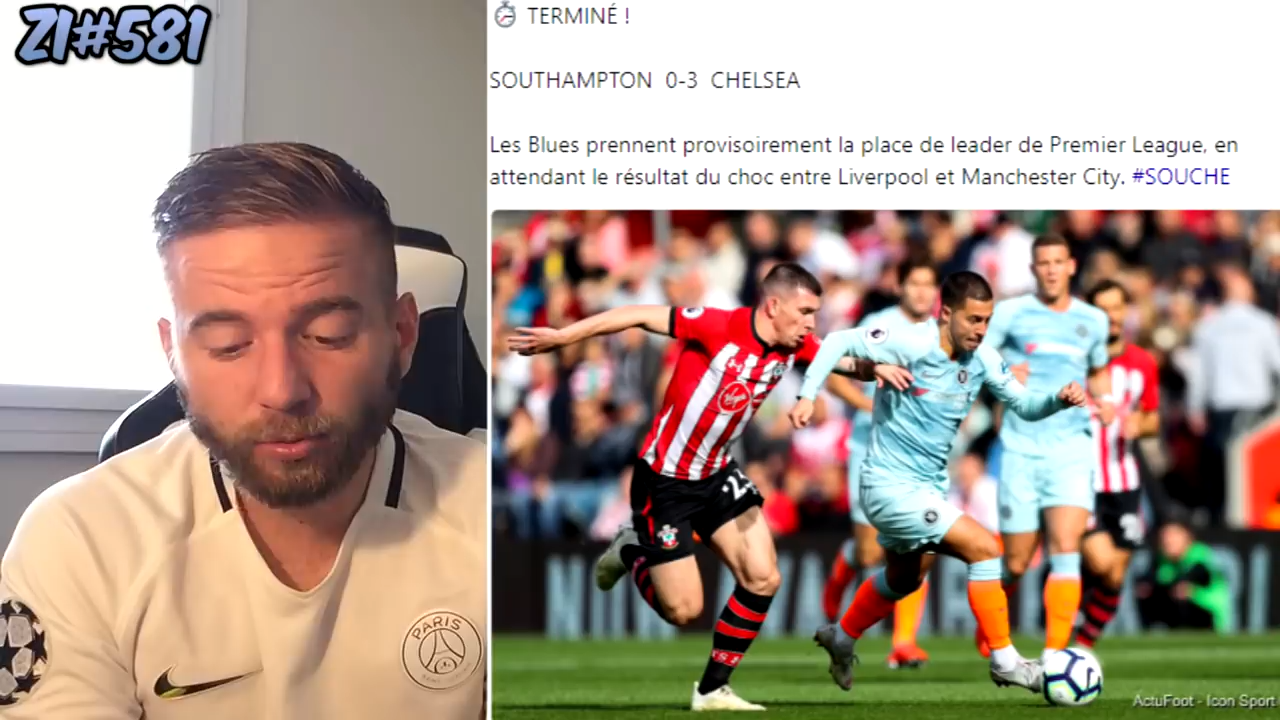 ZI#581
TERMINÉ !
SOUTHAMPTON 0-3 CHELSEA
Les Blues prennent provisoirement la place de leader de Premier League, en
attendant le résultat du choc entre Liverpool et Manchester City. #SOUCHE
PARIS
ActuFoot - Icon Sport